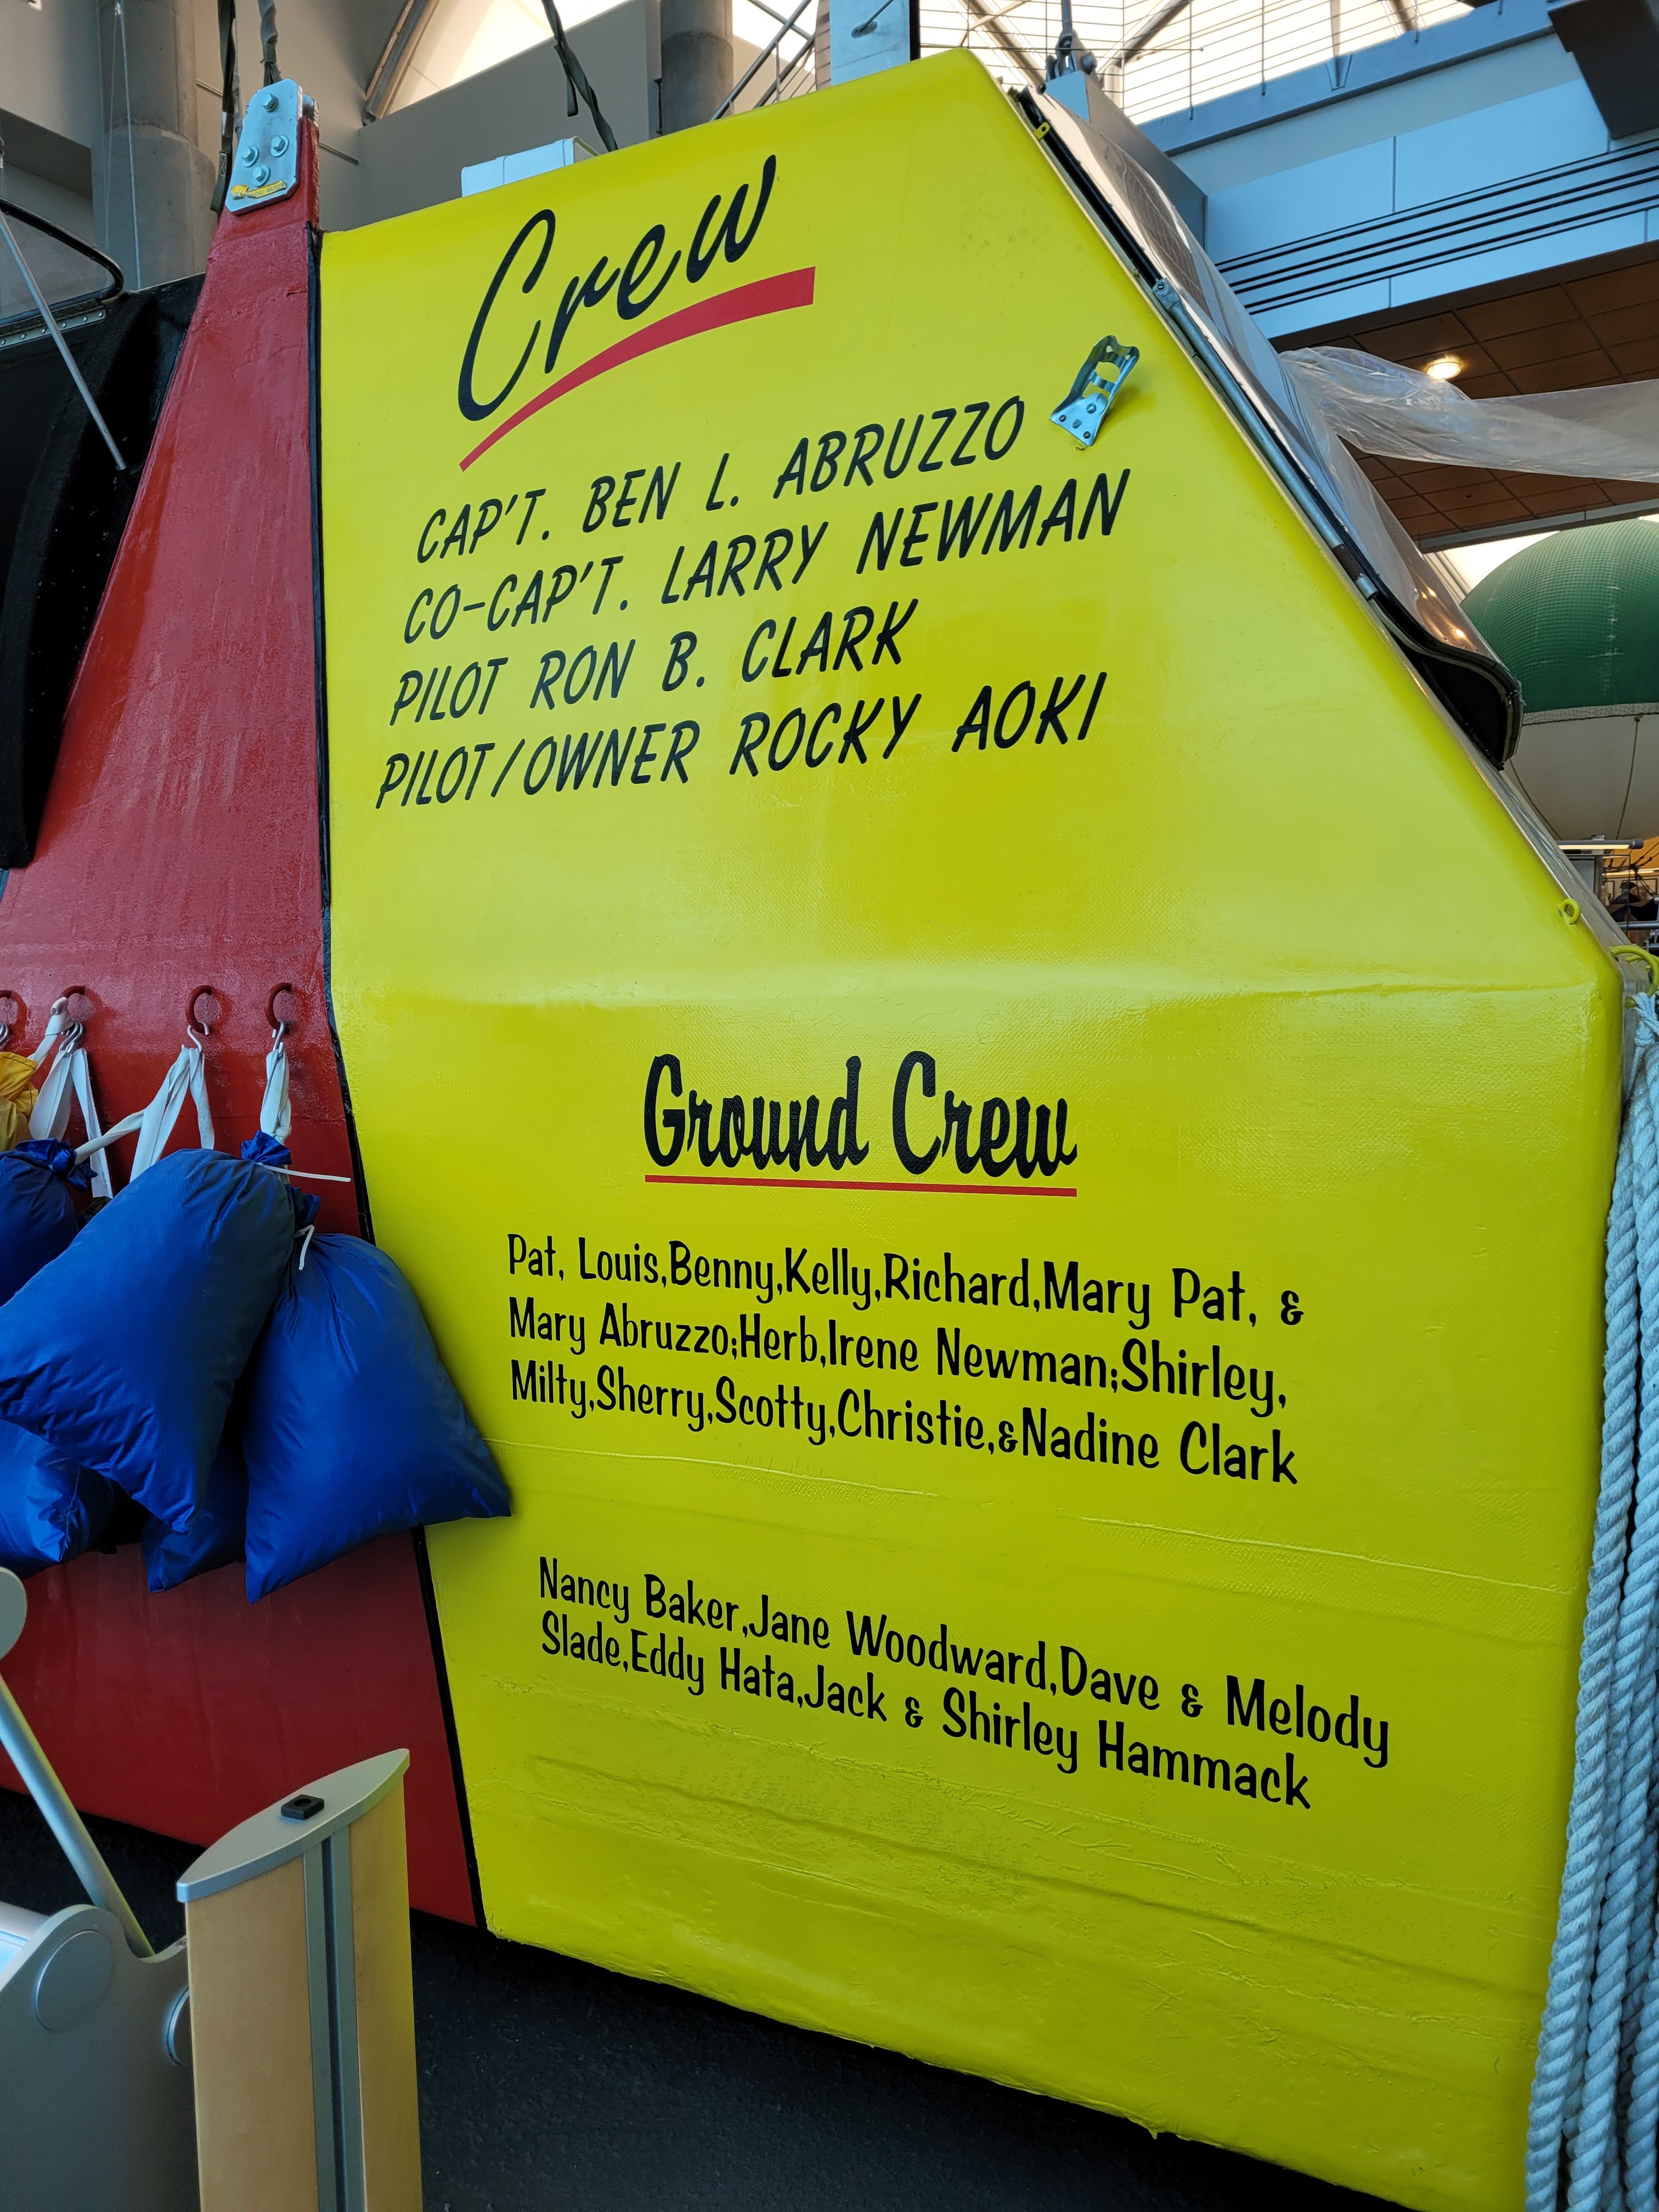 Crew
CAP'T. BEN L. ABRUZZO
CO-CAP'T. LARRY NEWMAN
PILOT RON B. CLARK
PILOT/OWNER ROCKY AOKI
Ground Crew
Pat, Louis,Benny,Kelly,Richard,Mary Pat, &
Mary Abruzzo;Herb,Irene Newman;Shirley,
Milty,Sherry,Scotty,Christie,&Nadine Clark
Nancy Baker,Jane Woodward,Dave & Melody
Slade,Eddy Hata,Jack & Shirley Hammack